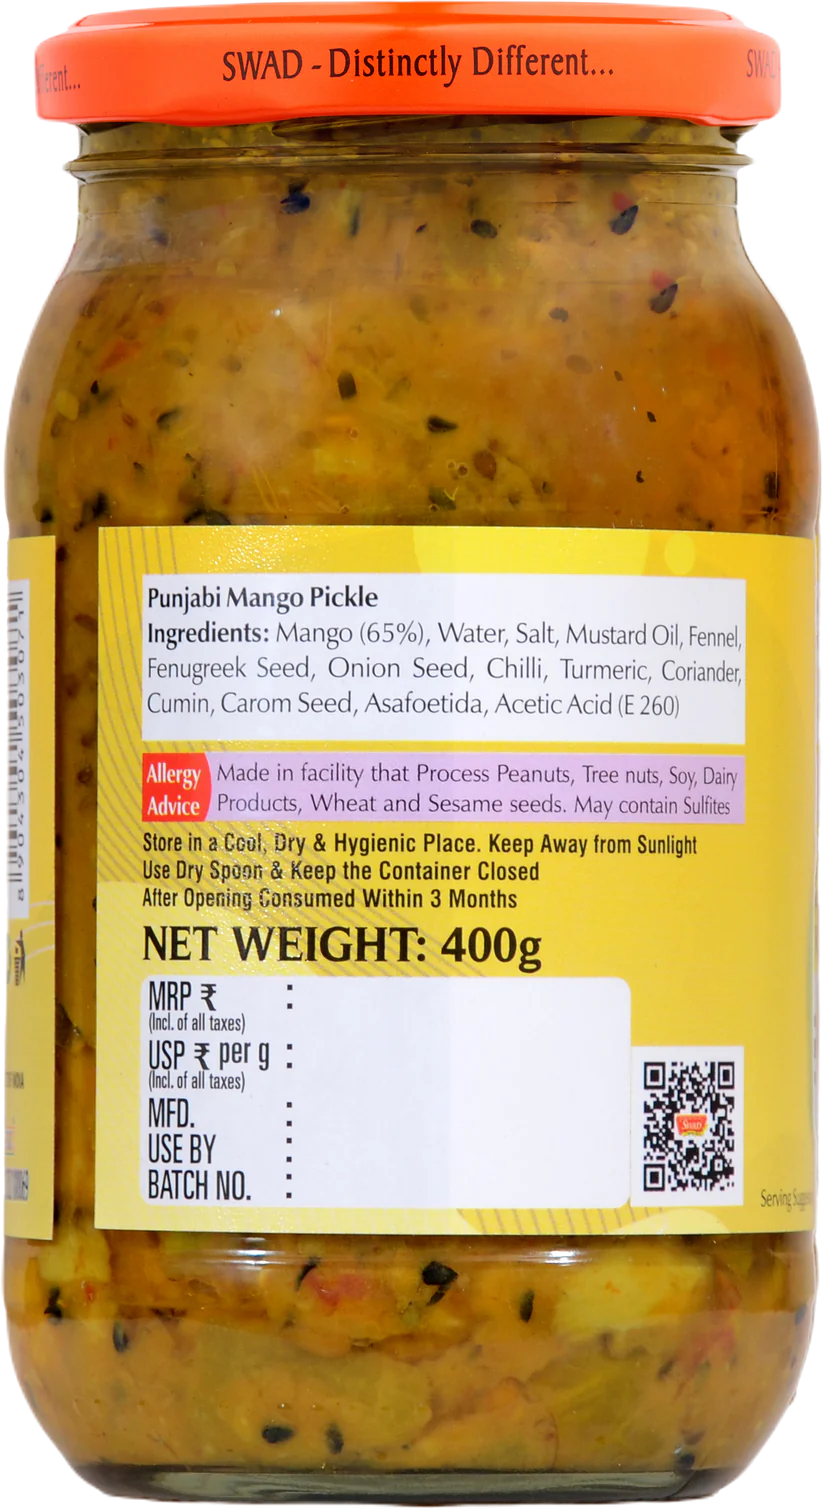 SWAD - Distinctly Different...
Punjabi Mango Pickle
Ingredients: Mango (65%), Water, Salt, Mustard Oil, Fennel,
Fenugreek Seed, Onion Seed, Chilli, Turmeric, Coriander,
Cumin, Carom Seed, Asafoetida, Acetic Acid (E 260)
Allergy
Advice
Made in facility that Process Peanuts, Tree nuts, Soy, Dairy
Products, Wheat and Sesame seeds. May contain Sulfites
Store in a Cool, Dry & Hygienic Place. Keep Away from Sunlight
Use Dry Spoon & Keep the Container Closed
After Opening Consumed Within 3 Months
NET WEIGHT: 400g
MRP ₹ :
(Incl. of all taxes)
USP ₹ per g :
(Incl. of all taxes)
MFD. :
USE BY :
BATCH NO. :
Swad
Serving